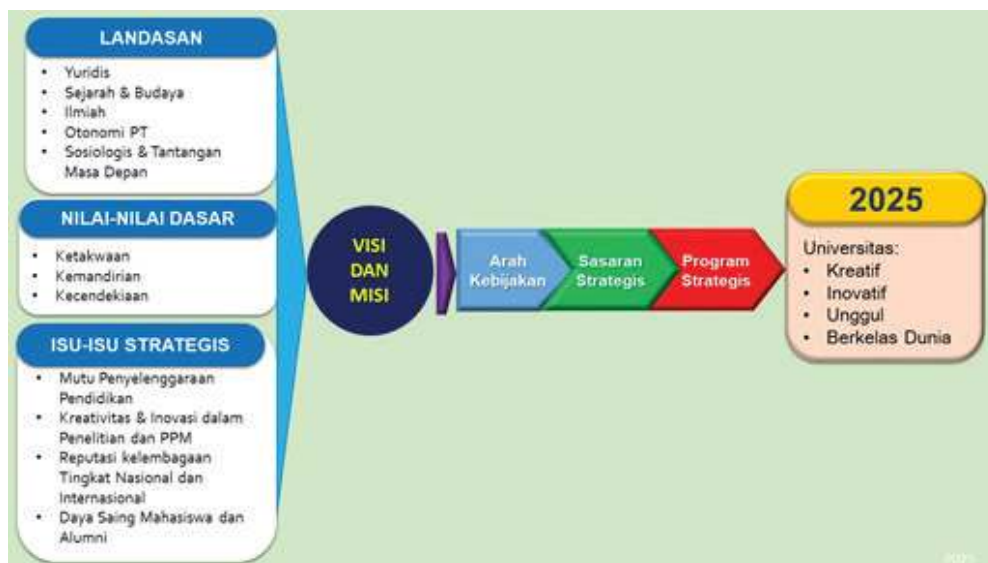 LANDASAN
• Yuridis
• Sejarah & Budaya
• Ilmiah
• Otonomi PT
• Sosiologis & Tantangan
Masa Depan
NILAI-NILAI DASAR
• Ketakwaan
• Kemandirian
• Kecendekiaan
ISU-ISU STRATEGIS
• Mutu Penyelenggaraan
Pendidikan
• Kreativitas & Inovasi dalam
Penelitian dan PPM
• Reputasi kelembagaan
Tingkat Nasional dan
Internasional
• Daya Saing Mahasiswa dan
Alumni
VISI
DAN
MISI
Arah
Kebijakan
Sasaran
Strategis
Program
Strategis
2025
Universitas:
• Kreatif
• Inovatif
• Unggul
• Berkelas Dunia